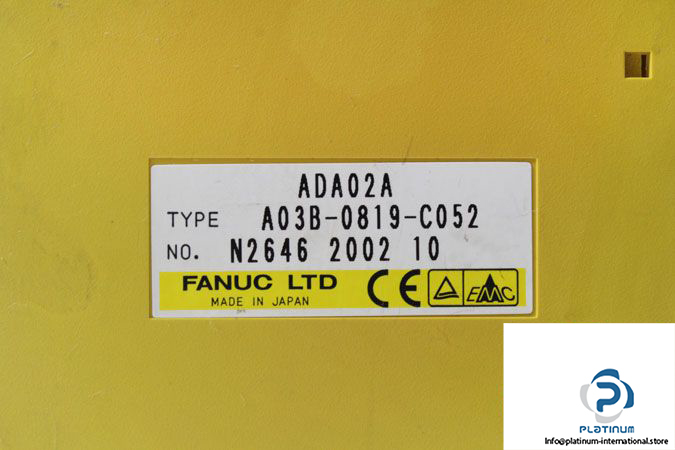 ADA02A
TYPE A03B-0819-C052
NO. N2646 2002 10
FANUC LTD
MADE IN JAPAN
CE
EMC
PLATINUM
Info@platinum-international.store